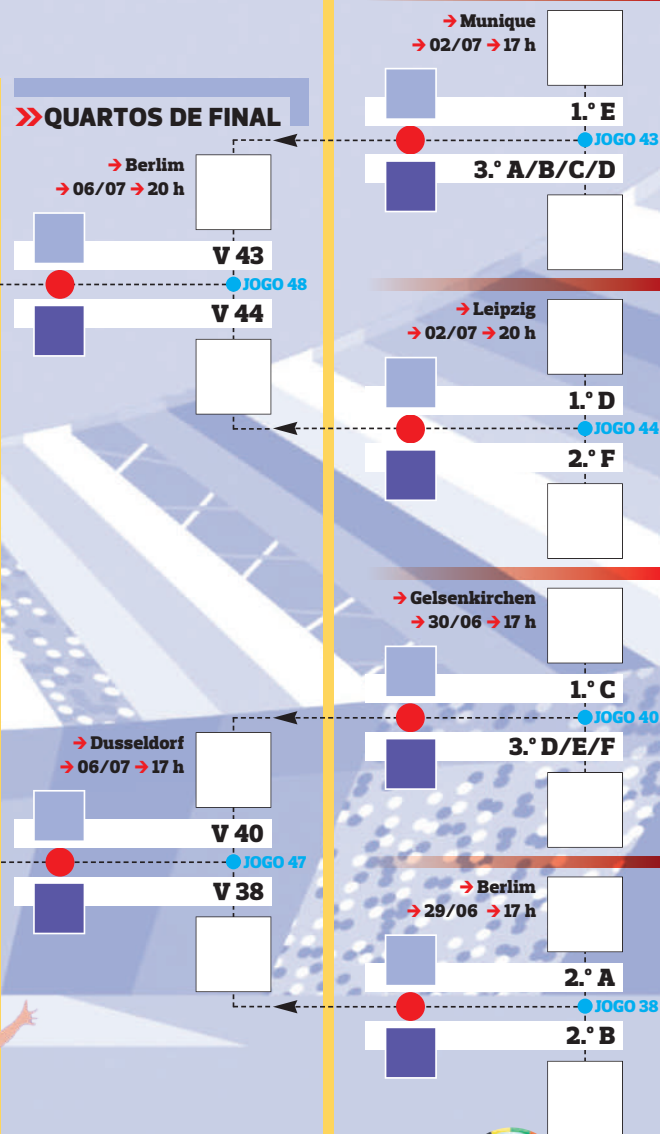 »QUARTOS DE FINAL
→ Berlim
→ 06/07 → 20 h
V 43
JOGO 48
V 44
→ Dusseldorf
→ 06/07 → 17 h
V 40
JOGO 47
V 38
→ Munique
→ 02/07 → 17 h
1.º E
JOGO 43
3.º A/B/C/D
→ Leipzig
→ 02/07 → 20 h
1.º D
JOGO 44
2.º F
→ Gelsenkirchen
→ 30/06 → 17 h
1.º C
JOGO 40
3.º D/E/F
→ Berlim
→ 29/06 → 17 h
2.º A
JOGO 38
2.º B